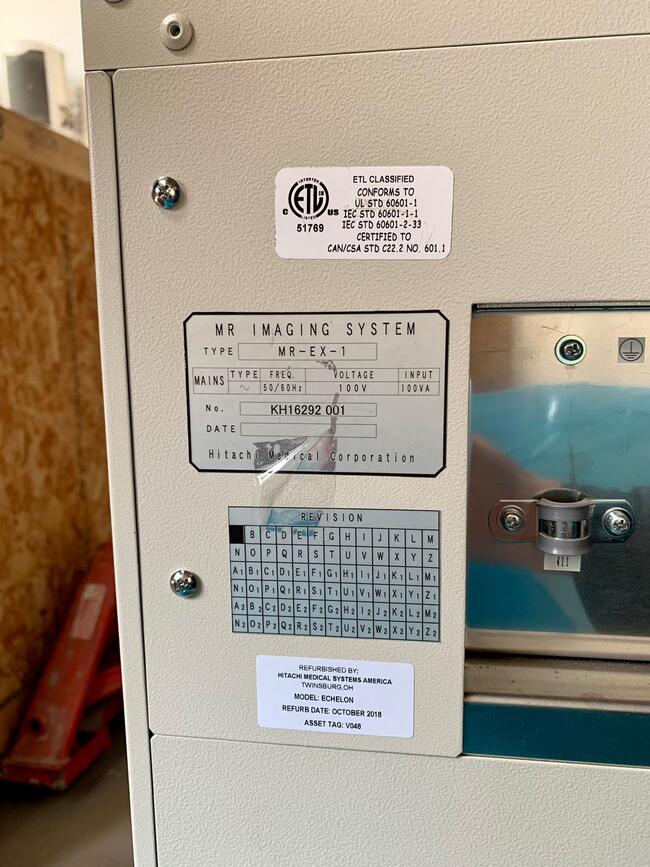 ETL CLASSIFIED
CONFORMS TO
UL STD 60601-1
IEC STD 60601-1-1
IEC STD 60601-2-33
CERTIFIED TO
CAN/CSA STD C22.2 NO. 601.1
INTERTEK
ETL CM
LISTED
C US
51769
MR IMAGING SYSTEM
TYPE MR-EX-1
MAINS TYPE FREQ. VOLTAGE INPUT
~ 50/60Hz 100V 100VA
No. KH16292 001
DATE
Hitachi Medical Corporation
REVISION
B C D E F G H I J K L M
N O P Q R S T U V W X Y Z
A1 B1 C1 D1 E1 F1 G1 H1 I1 J1 K1 L1 M1
N1 O1 P1 Q1 R1 S1 T1 U1 V1 W1 X1 Y1 Z1
A2 B2 C2 D2 E2 F2 G2 H2 I2 J2 K2 L2 M2
N2 O2 P2 Q2 R2 S2 T2 U2 V2 W2 X2 Y2 Z2
REFURBISHED BY:
HITACHI MEDICAL SYSTEMS AMERICA
TWINSBURG,OH
MODEL: ECHELON
REFURB DATE: OCTOBER 2018
ASSET TAG: V048
411